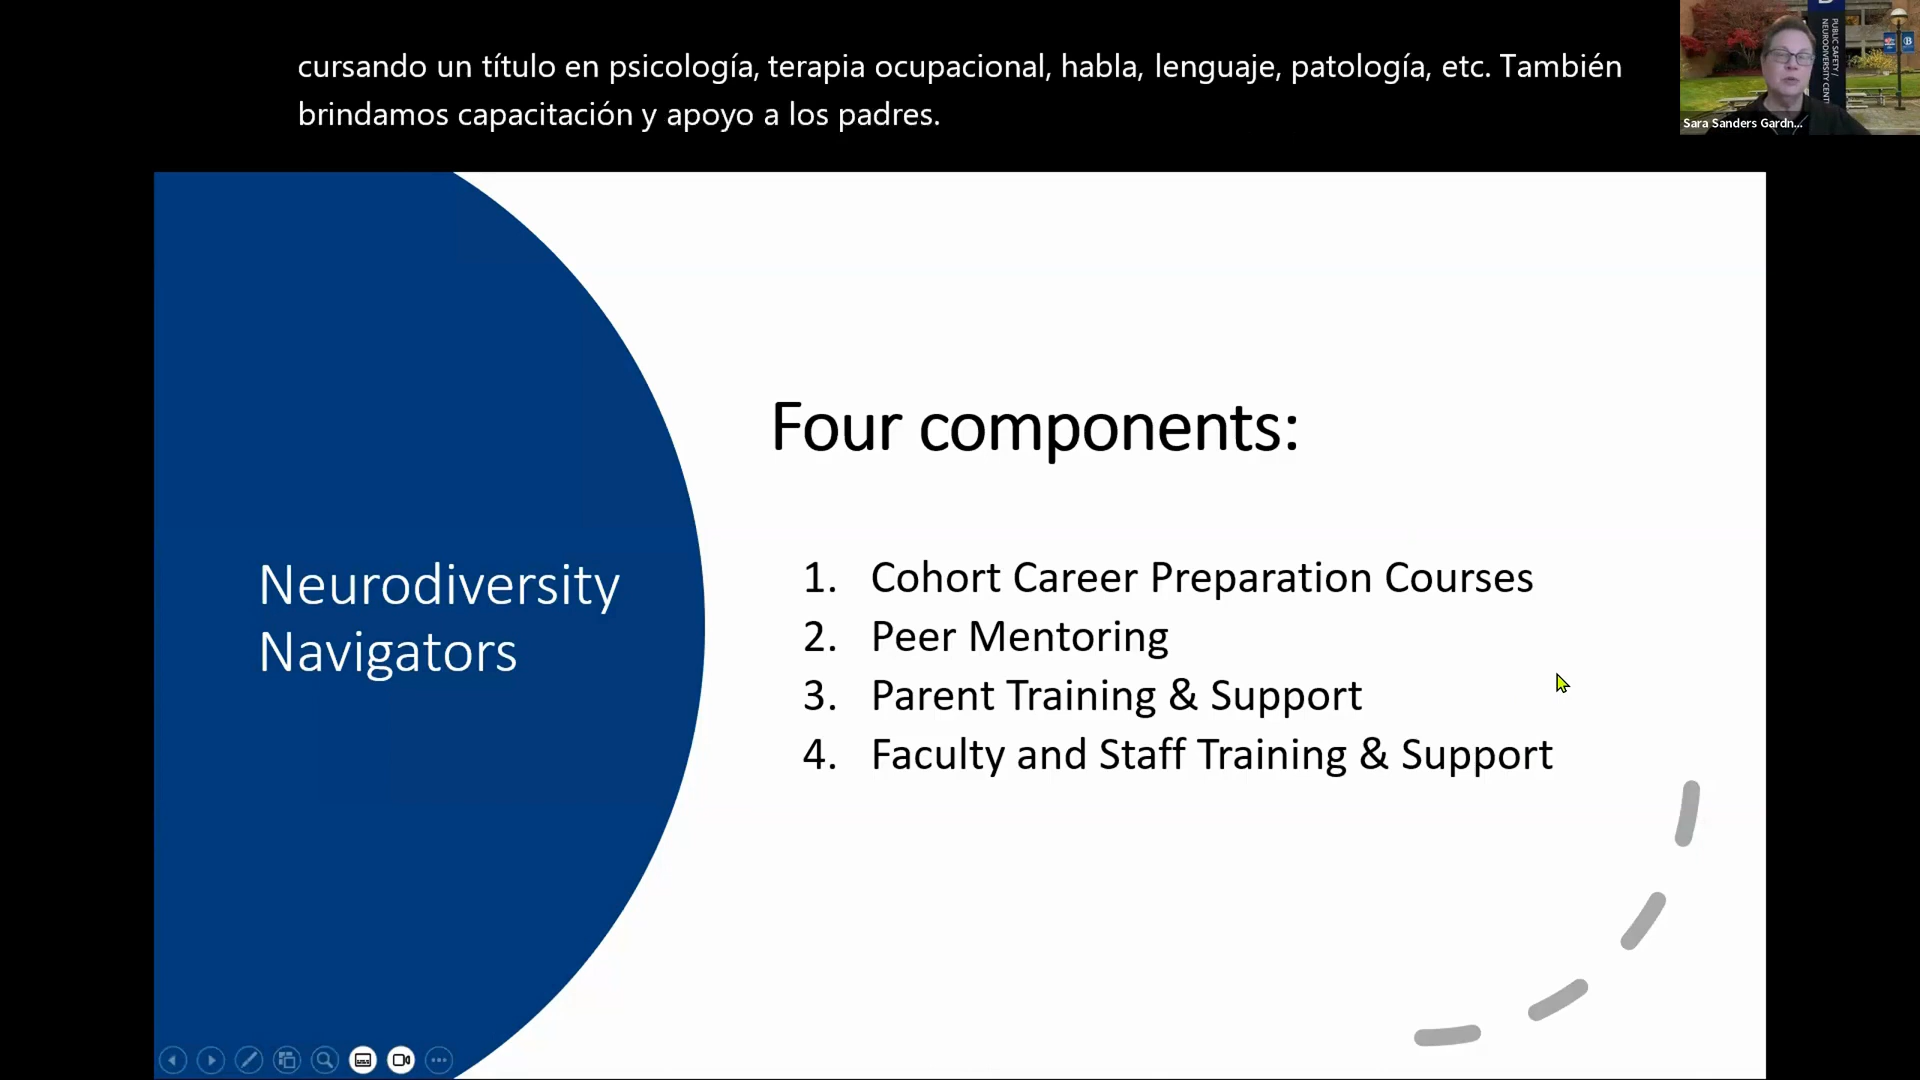 cursando un título en psicología, terapia ocupacional, habla, lenguaje, patología, etc. También
brindamos capacitación y apoyo a los padres.
PUBLIC SAFETY /
Sara Sanders Gardn...
Neurodiversity
Navigators
Four components:
1. Cohort Career Preparation Courses
2. Peer Mentoring
3. Parent Training & Support
4. Faculty and Staff Training & Support